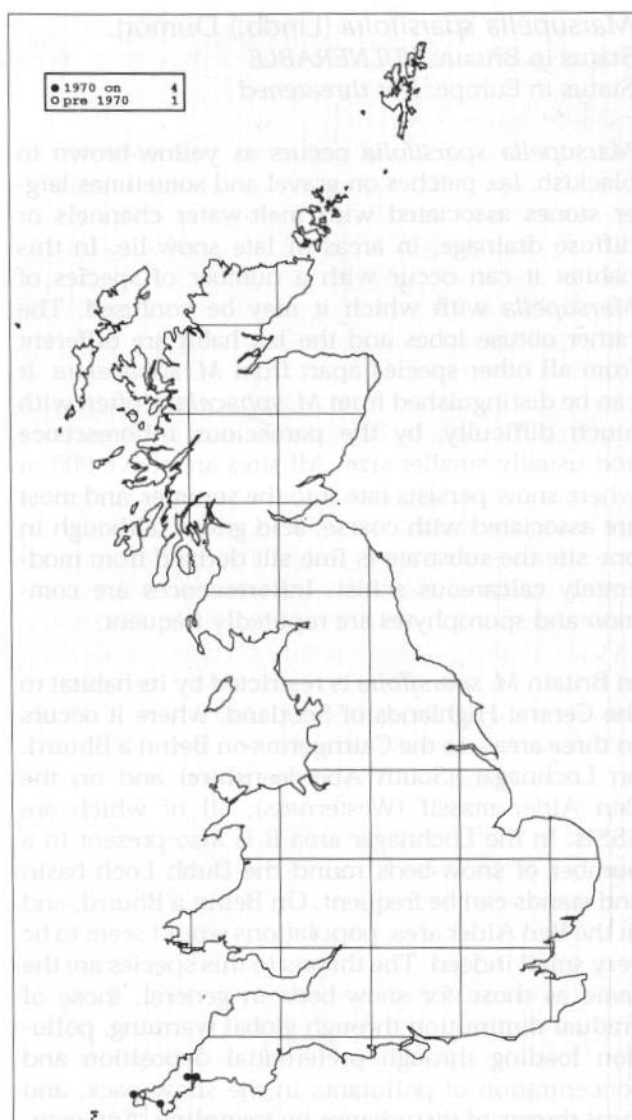 ● 1970 on 4
○ pre 1970 1
Marsupella sparsifolia (Lindb.) Dumort.
Status in Britain: VULNERABLE
Status in Europe: threatened
Marsupella sparsifolia occurs as yellow-brown to
blackish, lax patches on gravel and sometimes larg-
er stones associated with melt-water channels or
diffuse drainage, in areas of late snow-lie. In this
habitat it can occur with a number of species of
Marsupella with which it may be confused. The
rather obtuse lobes and the lax habit are different
from all other species apart from M. It
can be distinguished from M. sphacelata, often with
much difficulty, by the paroecious inflorescence
and usually smaller size. All sites are m
where snow persists late into the summer, and most
are associated with coarse, acid although in
one site the substrate is fine silt derived from mod-
erately calcareous schist. Inflorescences are com-
mon and sporophytes are reputedly frequent.
In Britain M. sparsifolia is restricted by its habitat to
the Central Highlands of Scotland, where it occurs
in three areas, in the Cairngorms on Beinn a'Bhuird,
on Lochnagar (South Aberdeenshire) and on the
Ben Alder massif (Westerness), all of which are
SSSIs. In the Lochnagar area it is also present in a
number of snow-beds round the Dubh Loch basin
and stands can be frequent. On Beinn a'Bhuird, and
in the Ben Alder area, populations would seem to be
very small indeed. The threats to this species are the
same as those for snow-beds in general, those of
gradual diminution through global warming, pollu-
tion leading through preferential deposition and
concentration of pollutants in the snow pack, and